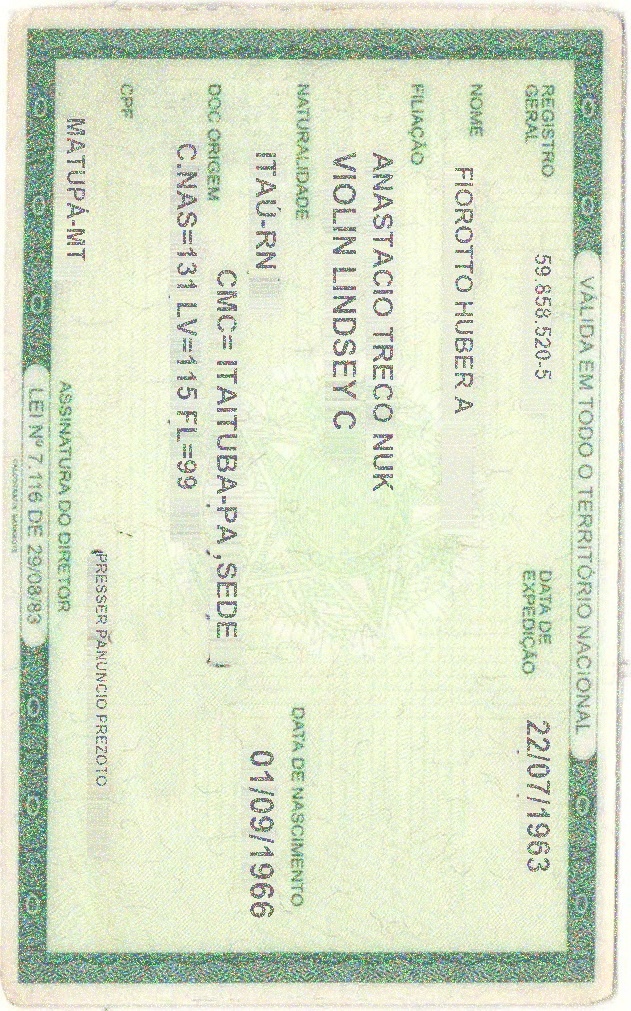 VÁLIDA EM TODO O TERRITÓRIO NACIONAL
REGISTRO GERAL 59.858.520-5 DATA DE EXPEDIÇÃO 22/07/1963
NOME FIOROTTO HUBER A
FILIAÇÃO
ANASTACIO TRECO NUK
VIOLIN LINDSEY C
NATURALIDADE DATA DE NASCIMENTO
ITAÚ-RN 01/09/1966
DOC ORIGEM CMC= ITAITUBA-PA ,SEDE
C.NAS=131 LV=115 FL=99
CPF
PRESSER PANUNCIO PREZOTO
MATUPÁ-MT
ASSINATURA DO DIRETOR
LEI Nº 7.116 DE 29/08/83